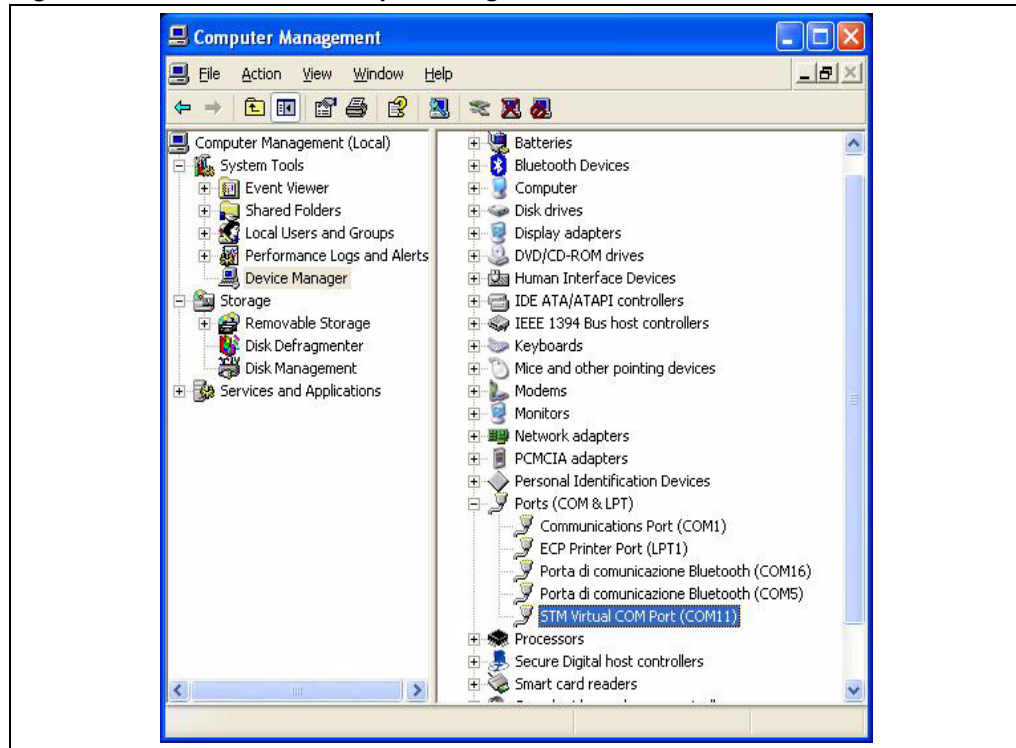 Computer Management
File Action View Window Help
Computer Management (Local)
System Tools
Event Viewer
Shared Folders
Local Users and Groups
Performance Logs and Alerts
Device Manager
Storage
Removable Storage
Disk Defragmenter
Disk Management
Services and Applications
Batteries
Bluetooth Devices
Computer
Disk drives
Display adapters
DVD/CD-ROM drives
Human Interface Devices
IDE ATA/ATAPI controllers
IEEE 1394 Bus host controllers
Keyboards
Mice and other pointing devices
Modems
Monitors
Network adapters
PCMCIA adapters
Personal Identification Devices
Ports (COM & LPT)
Communications Port (COM1)
ECP Printer Port (LPT1)
Porta di comunicazione Bluetooth (COM16)
Porta di comunicazione Bluetooth (COM5)
STM Virtual COM Port (COM11)
Processors
Secure Digital host controllers
Smart card readers